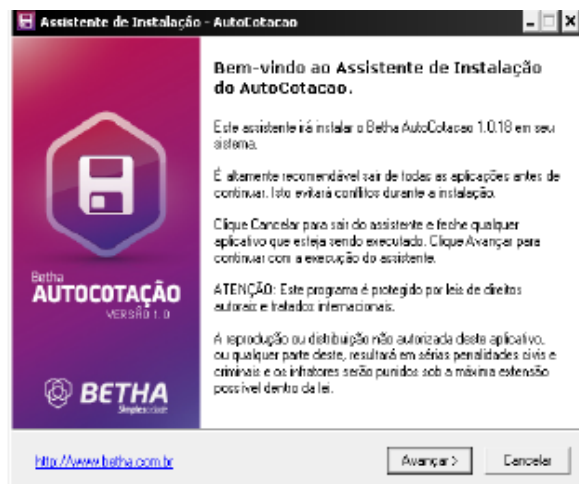 Assistente de Instalação - AutoCotacao
Bem-vindo ao Assistente de Instalação
do AutoCotacao.
Este assistente irá instalar o Betha AutoCotacao 1.0.18 em seu
sistema.
É altamente recomendável sair de todas as aplicações antes de
continuar. Isto evitará conflitos durante a instalação.
Clique Cancelar para sair do assistente e feche qualquer
aplicativo que esteja sendo executado. Clique Avançar para
continuar com a execução do assistente.
ATENÇÃO: Este programa é protegido por leis de direitos
autorais e tratados internacionais.
A reprodução ou distribuição não autorizada deste aplicativo,
ou qualquer parte deste, resultará em sérias penalidades civis e
criminais e os infratores serão punidos sob a máxima extensão
possível dentro da lei.
Betha
AUTOCOTAÇÃO
VERSÃO 1.0
BETHA
Simplicidade
http://www.betha.com.br
Avançar >
Cancelar